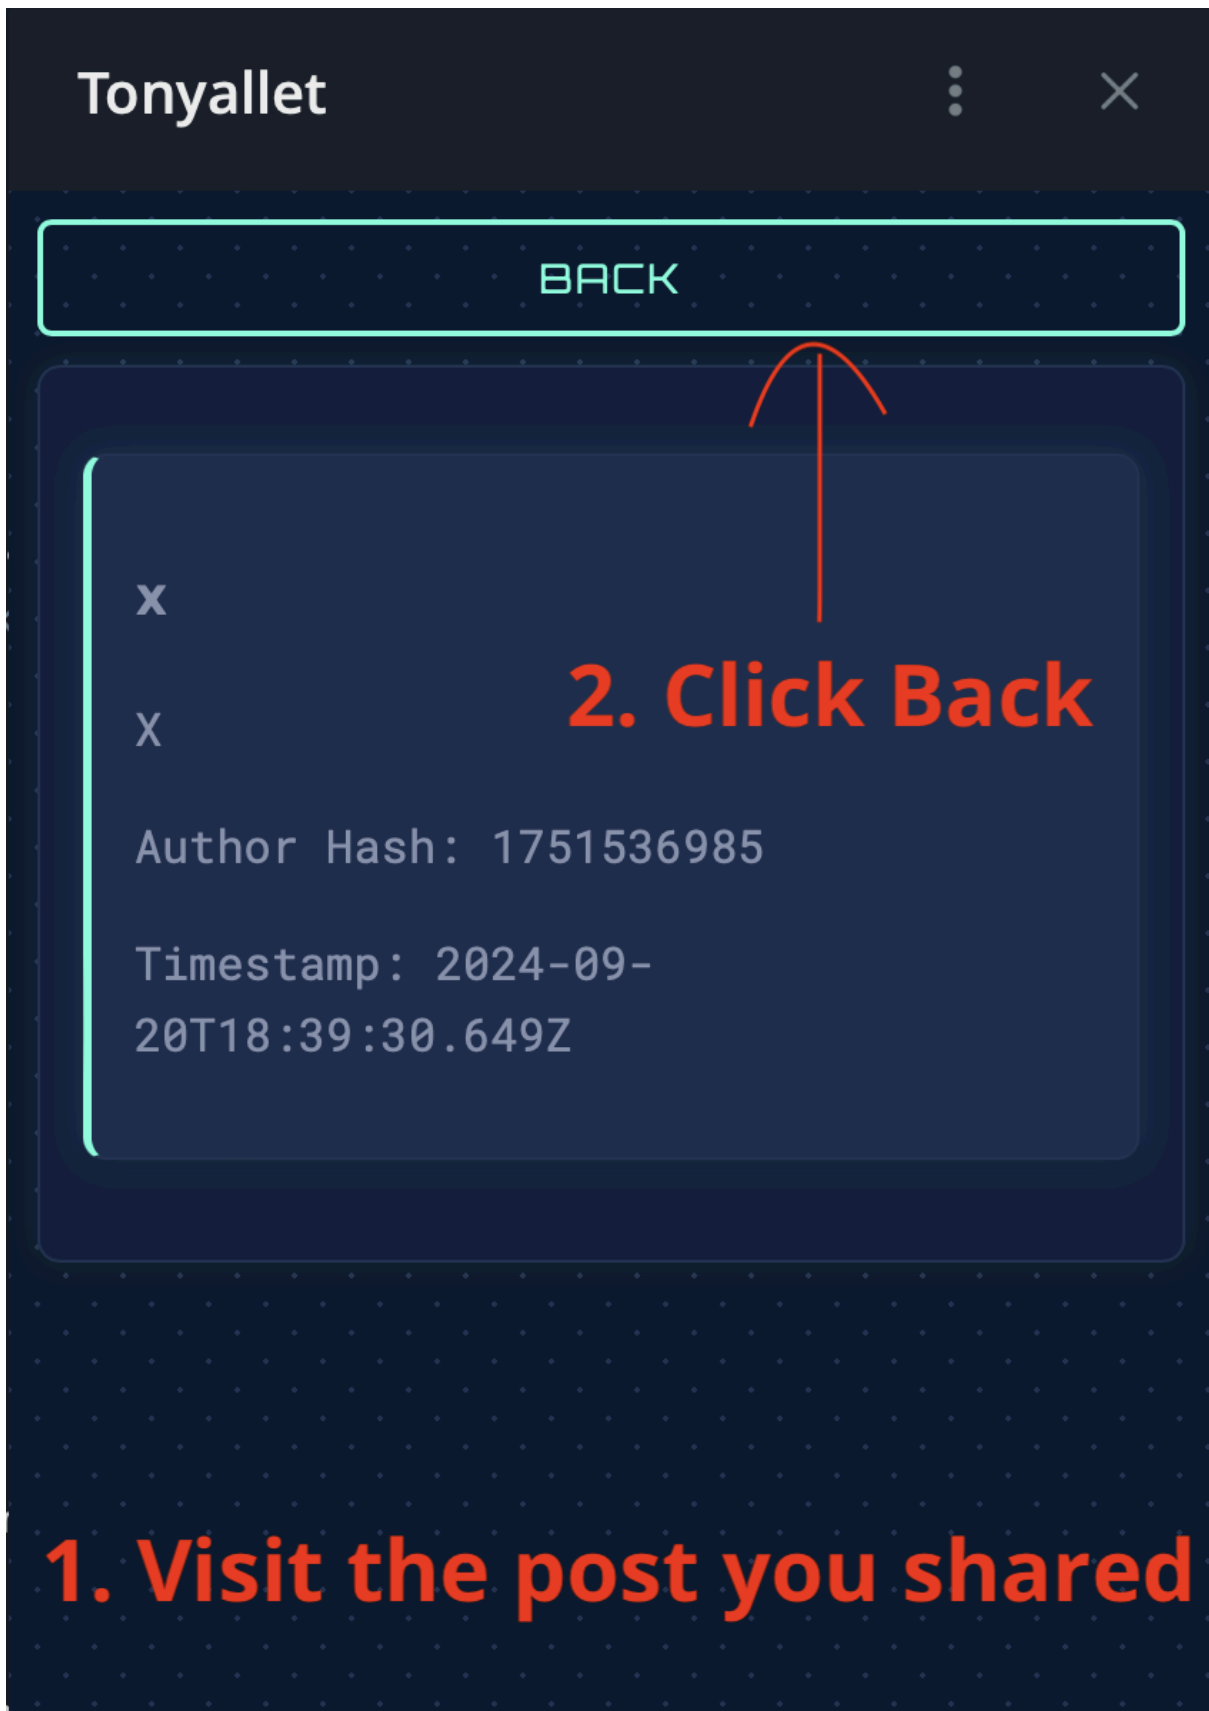 Tonyallet
BACK
x
X
2. Click Back
Author Hash: 1751536985
Timestamp: 2024-09-
20T18:39:30.649Z
1. Visit the post you shared